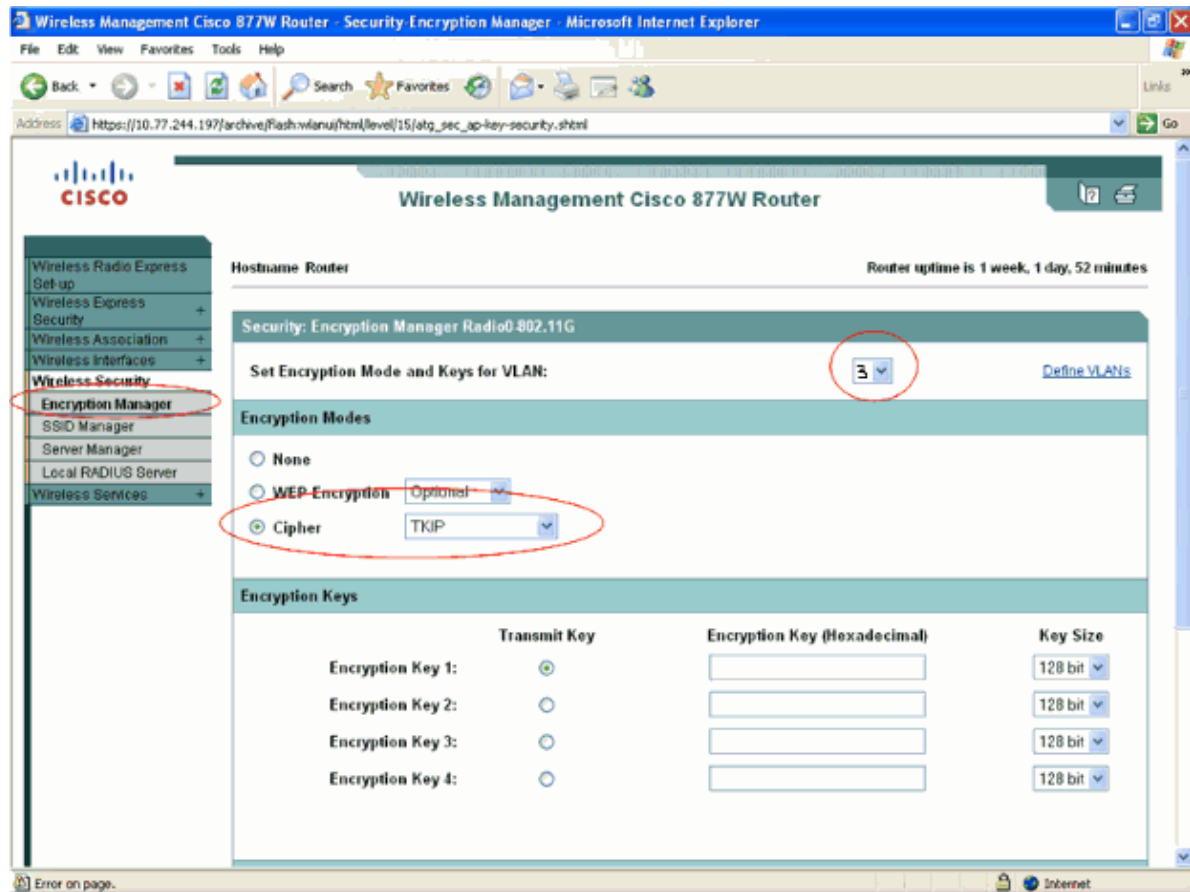 Wireless Management Cisco 877W Router - Security-Encryption Manager - Microsoft Internet Explorer
File Edit View Favorites Tools Help
Back Search Favorites
Links
Address https://10.77.244.197/archive/flash:wlanui/html/level/15/atg_sec_ap-key-security.shtml Go
CISCO
Wireless Management Cisco 877W Router
Wireless Radio Express Set-up
Wireless Express Security +
Wireless Association +
Wireless Interfaces +
Wireless Security
Encryption Manager
SSID Manager
Server Manager
Local RADIUS Server
Wireless Services +
Hostname Router
Router uptime is 1 week, 1 day, 52 minutes
Security: Encryption Manager Radio0-802.11G
Set Encryption Mode and Keys for VLAN: 3 Define VLANs
Encryption Modes
None
WEP Encryption Optional
Cipher TKIP
Encryption Keys
Transmit Key Encryption Key (Hexadecimal) Key Size
Encryption Key 1: 128 bit
Encryption Key 2: 128 bit
Encryption Key 3: 128 bit
Encryption Key 4: 128 bit
Error on page. Internet